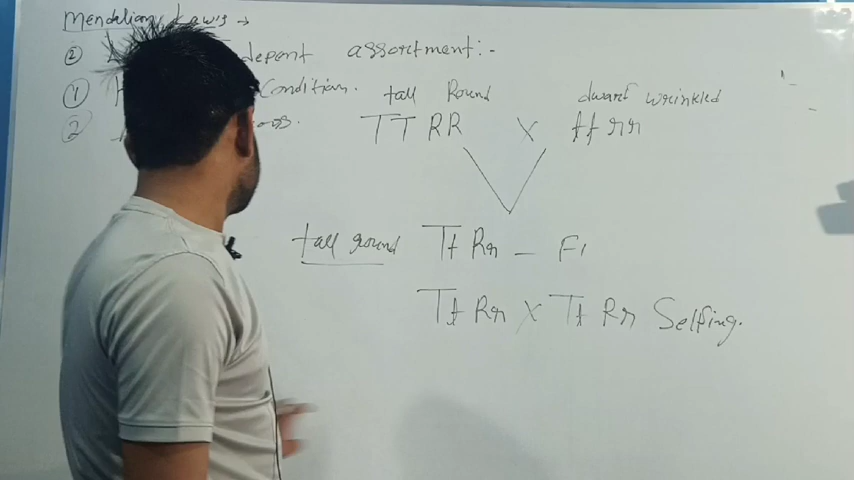 Mendelian Laws →
② depent assortment:-
① Condition. tall Round dwarf wrinkled
② TT RR X tt rr
tall round Tt Rr — F1
Tt Rr X Tt Rr Selfing.